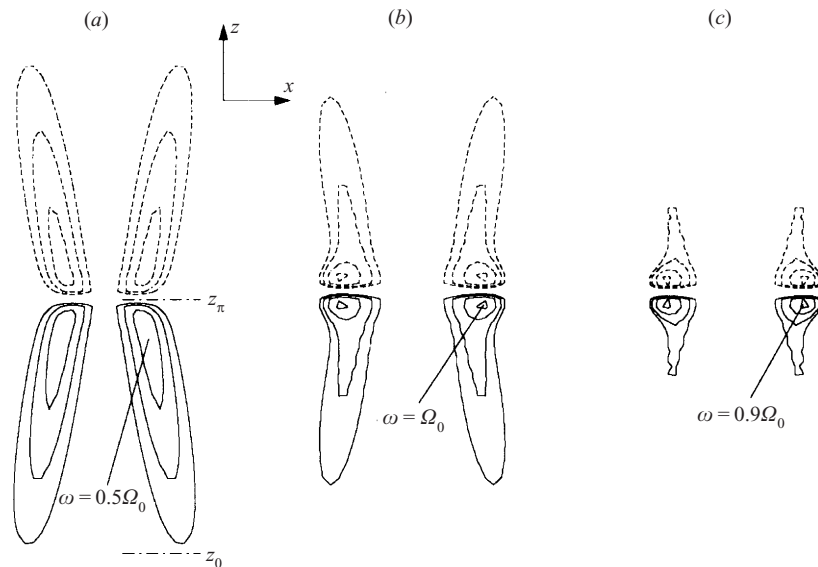 (a) (b) (c)
z
x
z_π
ω = Ω_0
ω = 0.9Ω_0
ω = 0.5Ω_0
z_0